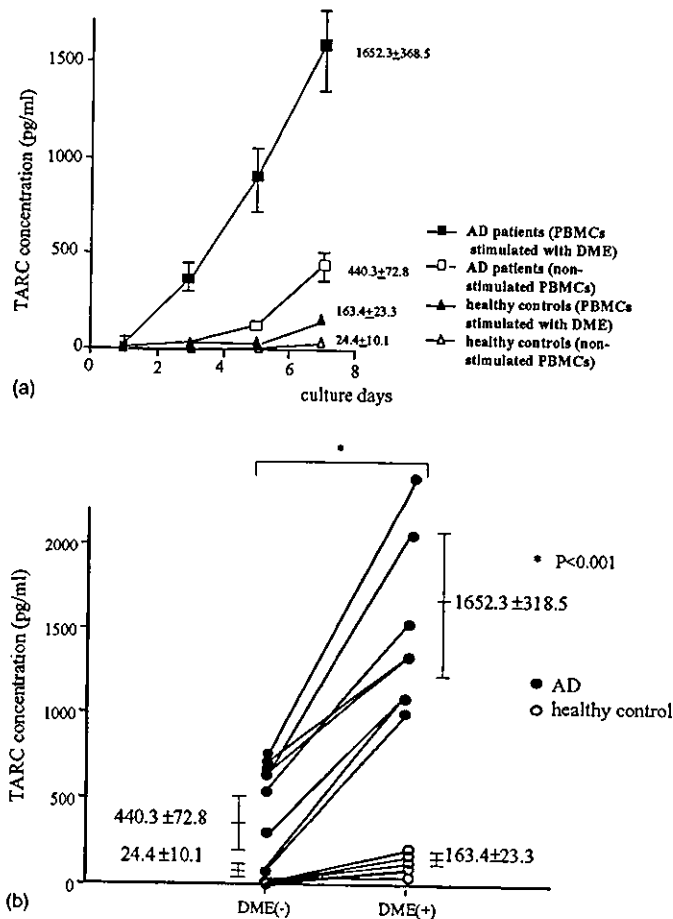 1500
1652.3±368.5
TARC concentration (pg/ml)
1000
AD patients (PBMCs
stimulated with DME)
500
AD patients (non-
stimulated PBMCs)
440.3±72.8
healthy controls (PBMCs
stimulated with DME)
163.4±23.3
24.4±10.1
healthy controls (non-
stimulated PBMCs)
0
0 2 4 6 8
(a)
culture days
*
2000
* P<0.001
TARC concentration (pg/ml)
1652.3±318.5
1500
AD
healthy control
1000
500
440.3±72.8
24.4±10.1
163.4±23.3
0
(b)
DME(-) DME(+)